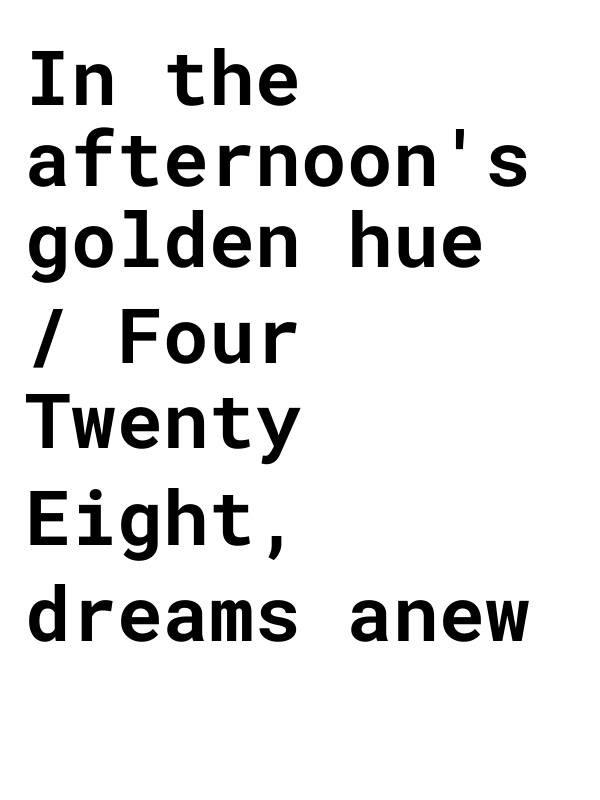 In the
afternoon's
golden hue
/ Four
Twenty
Eight,
dreams anew